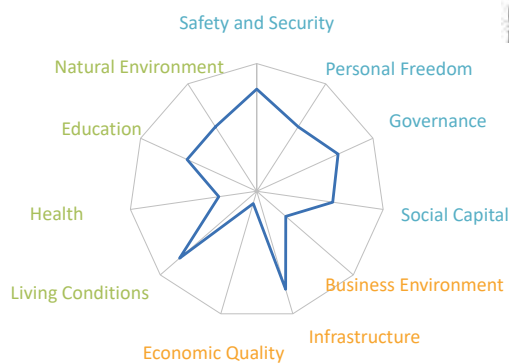 Safety and Security
Natural Environment
Personal Freedom
Education
Governance
Health
Social Capital
Living Conditions
Business Environment
Infrastructure
Economic Quality